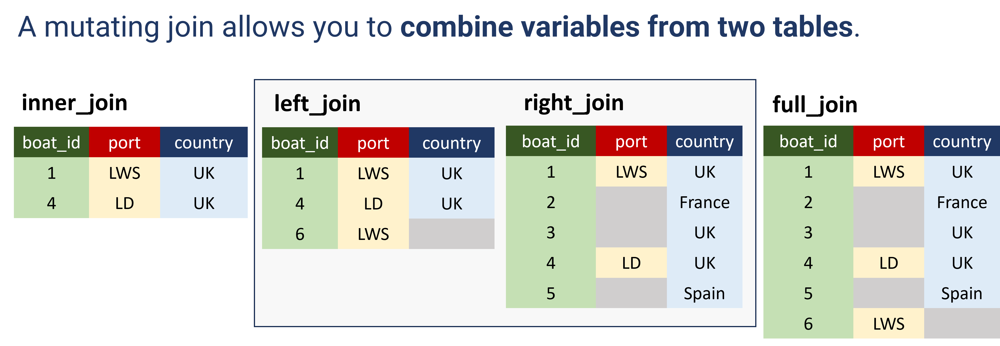 A mutating join allows you to combine variables from two tables.
inner_join
boat_id port country
1 LWS UK
4 LD UK
left_join
boat_id port country
1 LWS UK
4 LD UK
6 LWS
right_join
boat_id port country
1 LWS UK
2 France
3 UK
4 LD UK
5 Spain
full_join
boat_id port country
1 LWS UK
2 France
3 UK
4 LD UK
5 Spain
6 LWS